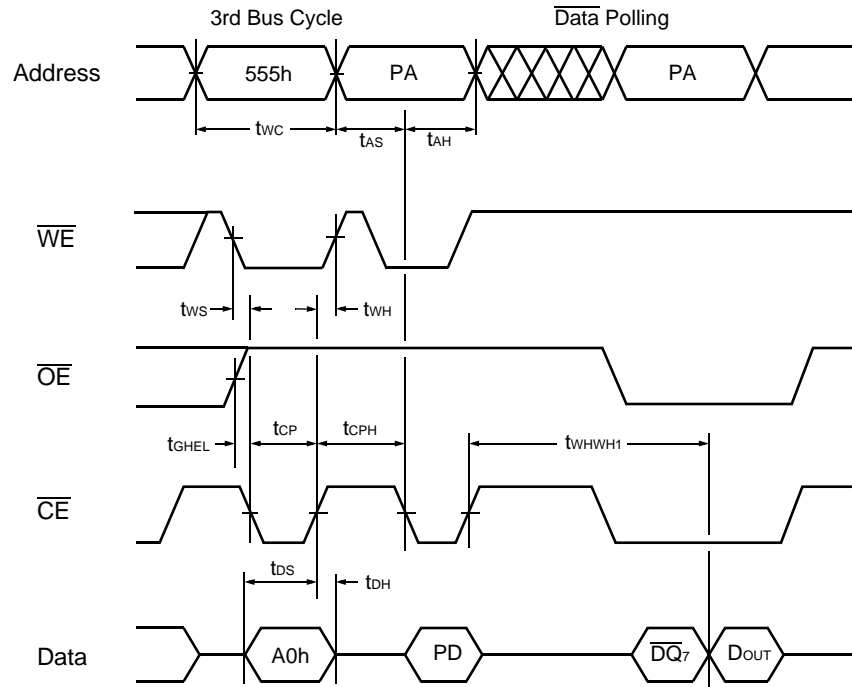 3rd Bus Cycle
Data Polling
Address
555h
PA
PA
tWC
tAS
tAH
WE
tWS
tWH
OE
tGHEL
tCP
tCPH
tWHWH1
CE
tDS
tDH
Data
A0h
PD
DQ7
DOUT